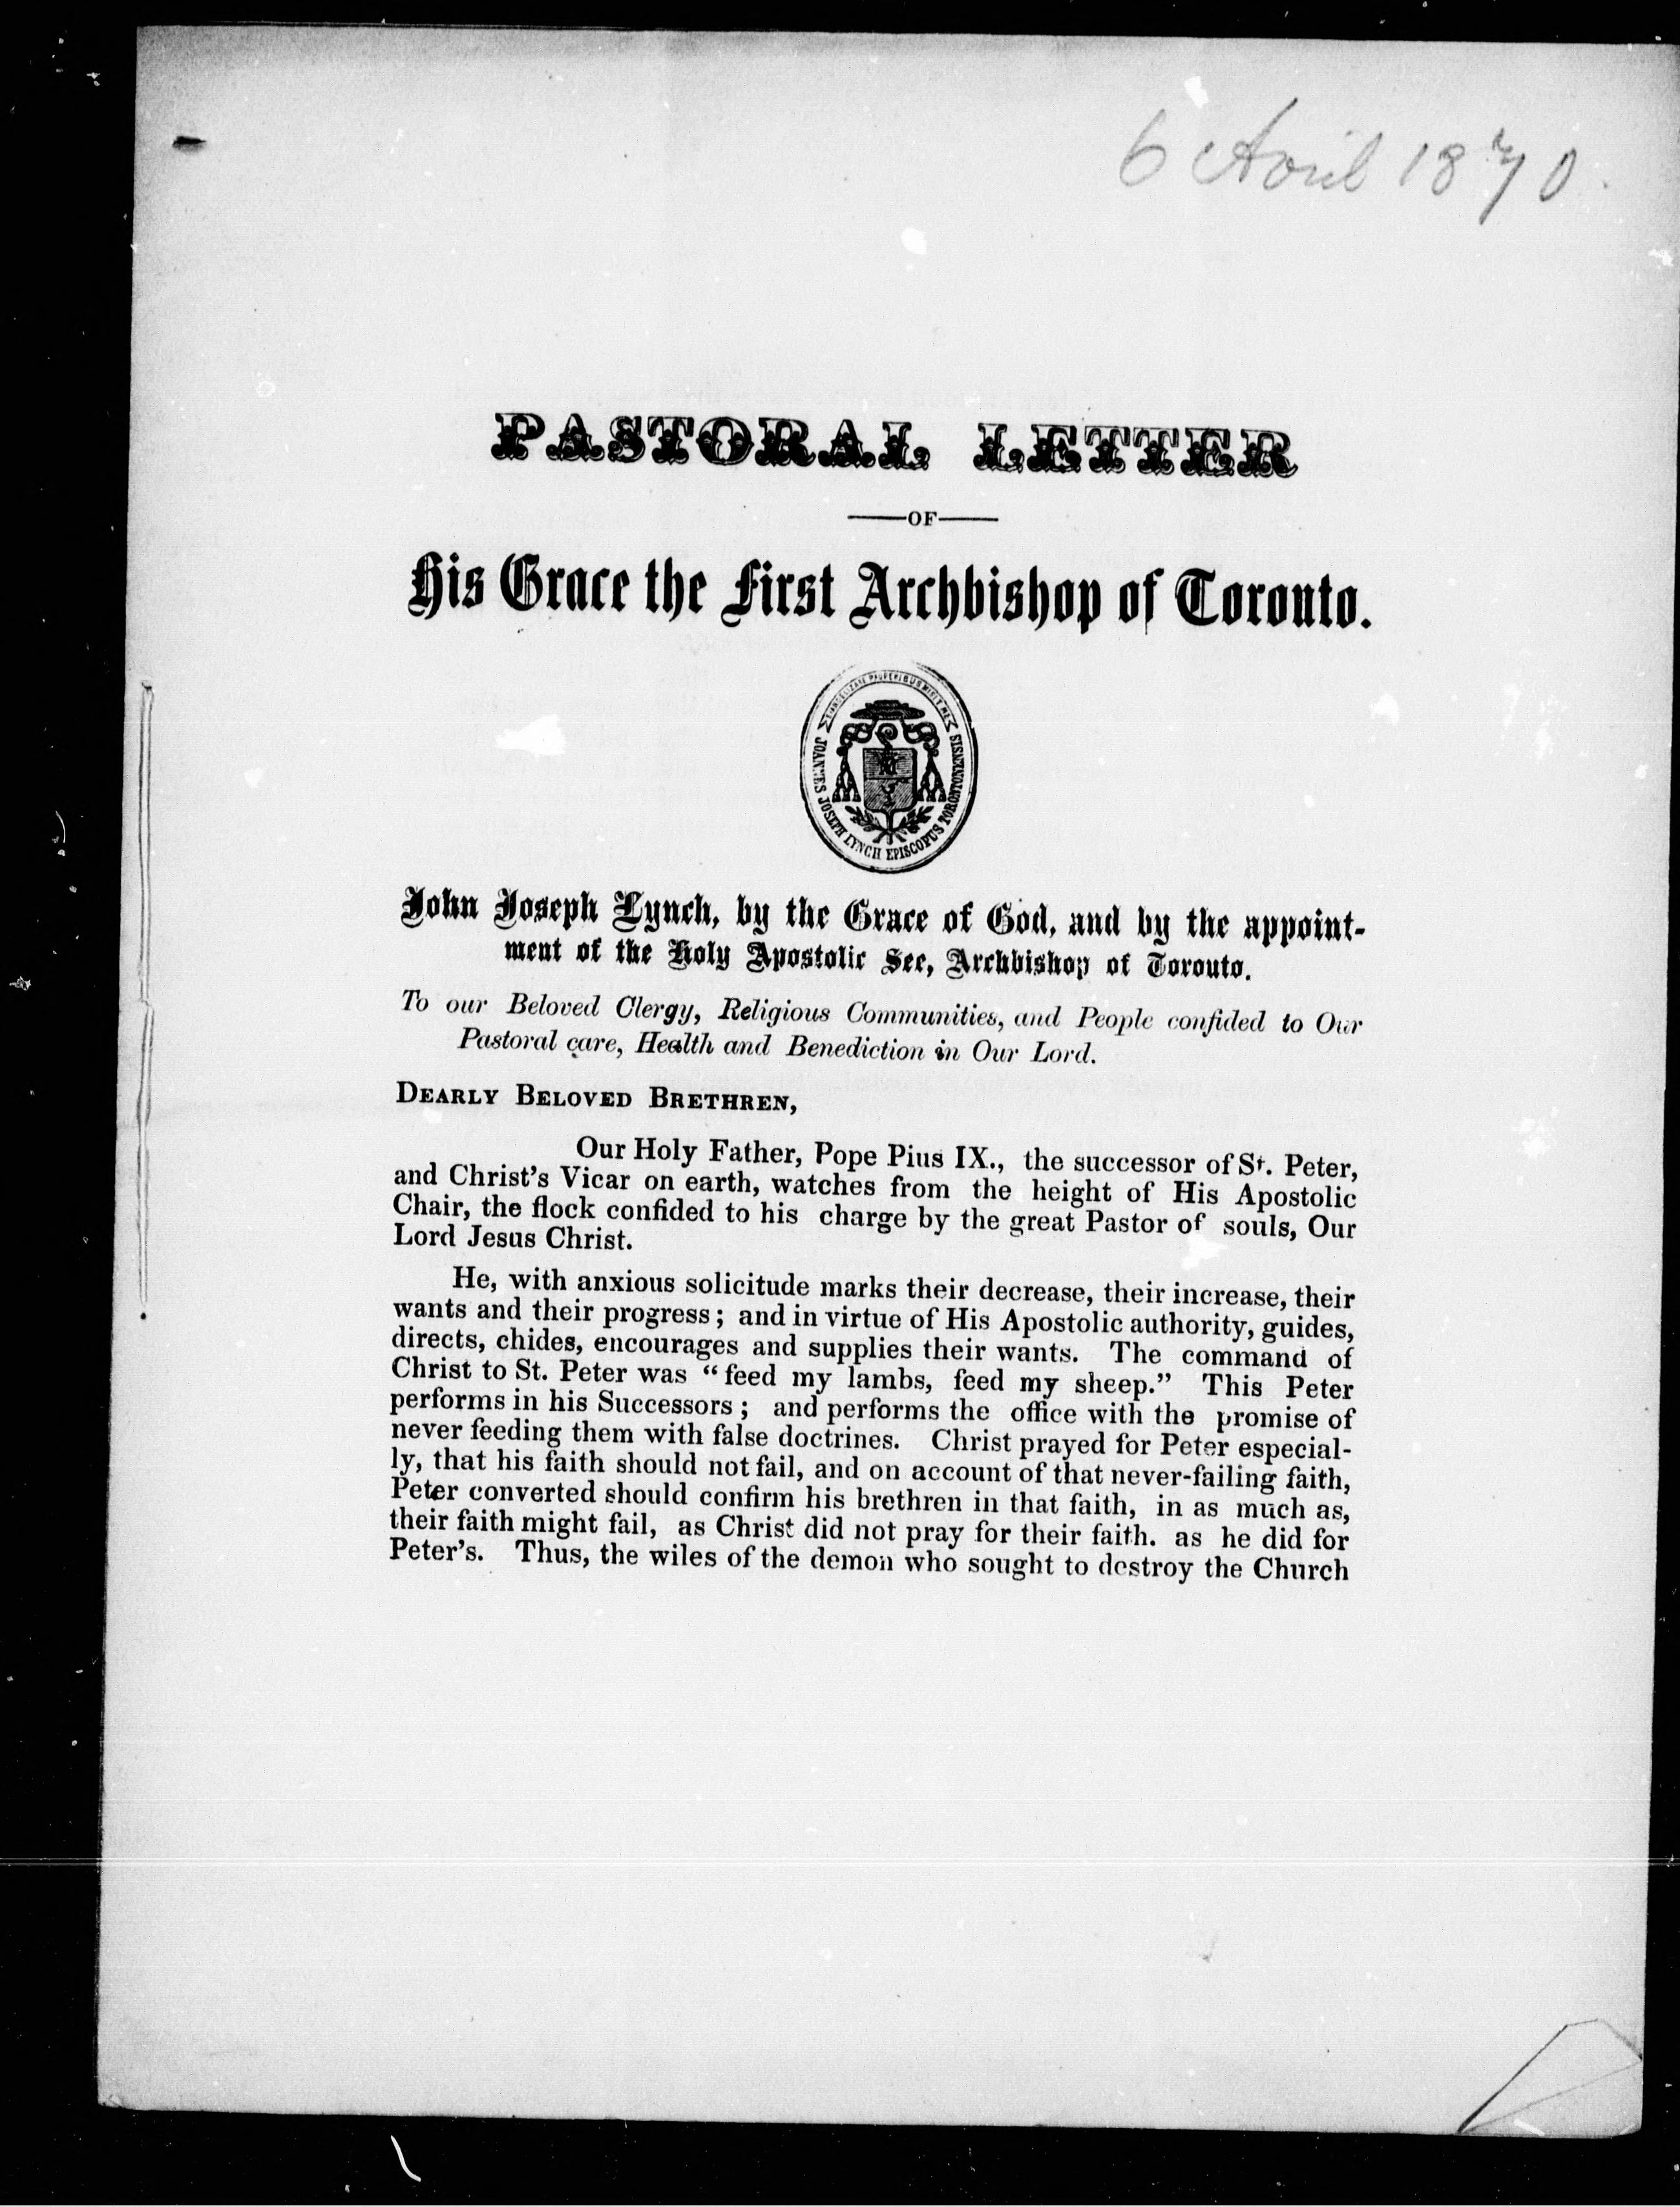 6 April 1870.
PASTORAL LETTER
OF
His Grace the First Archbishop of Toronto.
EVANGELIZARE PAUPERIBUS MISIT ME
JOANNES JOSEPH LYNCH EPISCOPUS TORONTONENSIS
John Joseph Lynch, by the Grace of God, and by the appoint-
ment of the Holy Apostolic See, Archbishop of Toronto.
To our Beloved Clergy, Religious Communities, and People confided to Our
Pastoral care, Health and Benediction in Our Lord.
DEARLY BELOVED BRETHREN,
Our Holy Father, Pope Pius IX., the successor of St. Peter,
and Christ's Vicar on earth, watches from the height of His Apostolic
Chair, the flock confided to his charge by the great Pastor of souls, Our
Lord Jesus Christ.
He, with anxious solicitude marks their decrease, their increase, their
wants and their progress; and in virtue of His Apostolic authority, guides,
directs, chides, encourages and supplies their wants. The command of
Christ to St. Peter was "feed my lambs, feed my sheep." This Peter
performs in his Successors; and performs the office with the promise of
never feeding them with false doctrines. Christ prayed for Peter especial-
ly, that his faith should not fail, and on account of that never-failing faith,
Peter converted should confirm his brethren in that faith, in as much as,
their faith might fail, as Christ did not pray for their faith. as he did for
Peter's. Thus, the wiles of the demon who sought to destroy the Church